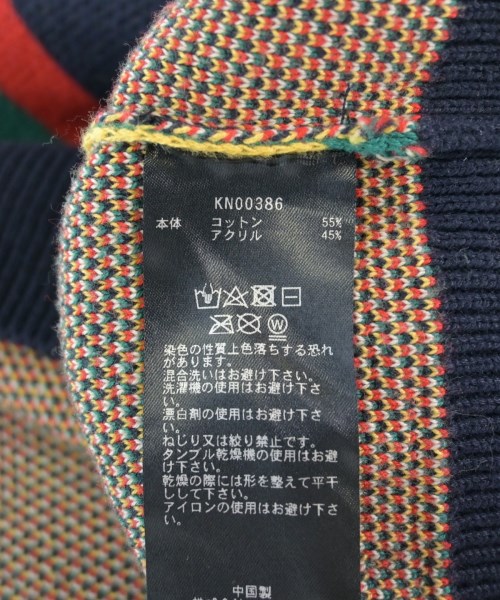 KN00386
本体 コットン 55%
アクリル 45%
染色の性質上色落ちする恐れ
があります。
混合洗いはお避け下さい。
洗濯機の使用はお避け下さ
い。
漂白剤の使用はお避け下さ
い。
ねじり又は絞り禁止です。
タンブル乾燥機の使用はお避
け下さい。
乾燥の際には形を整えて平干
しして下さい。
アイロンの使用はお避け下さ
い。
中国製